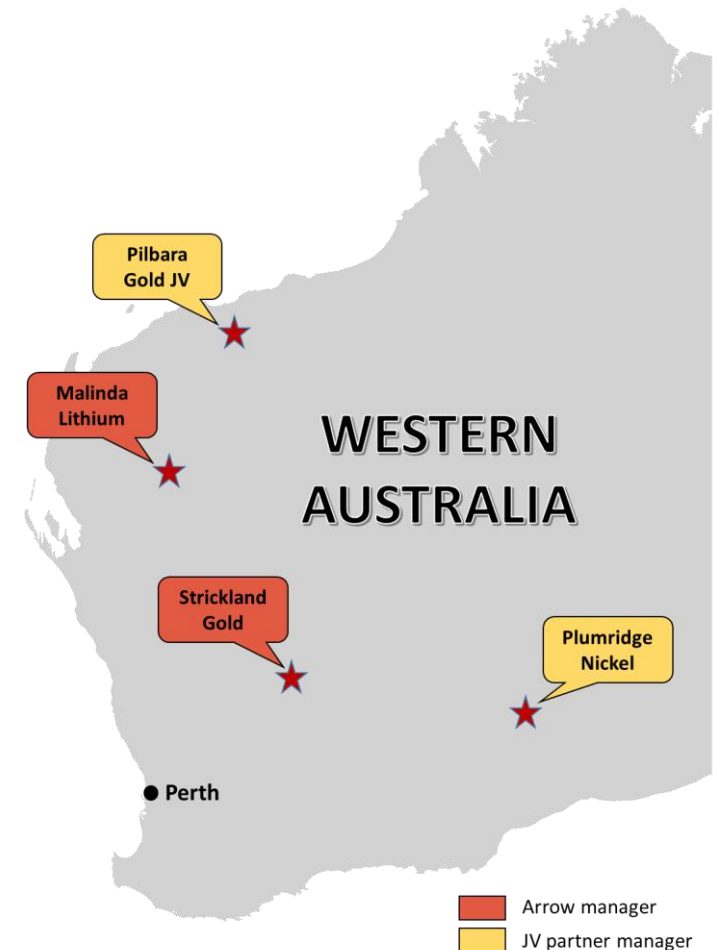 Pilbara
Gold JV
Malinda
Lithium
WESTERN
AUSTRALIA
Strickland
Gold
Plumridge
Nickel
Perth
Arrow manager
JV partner manager